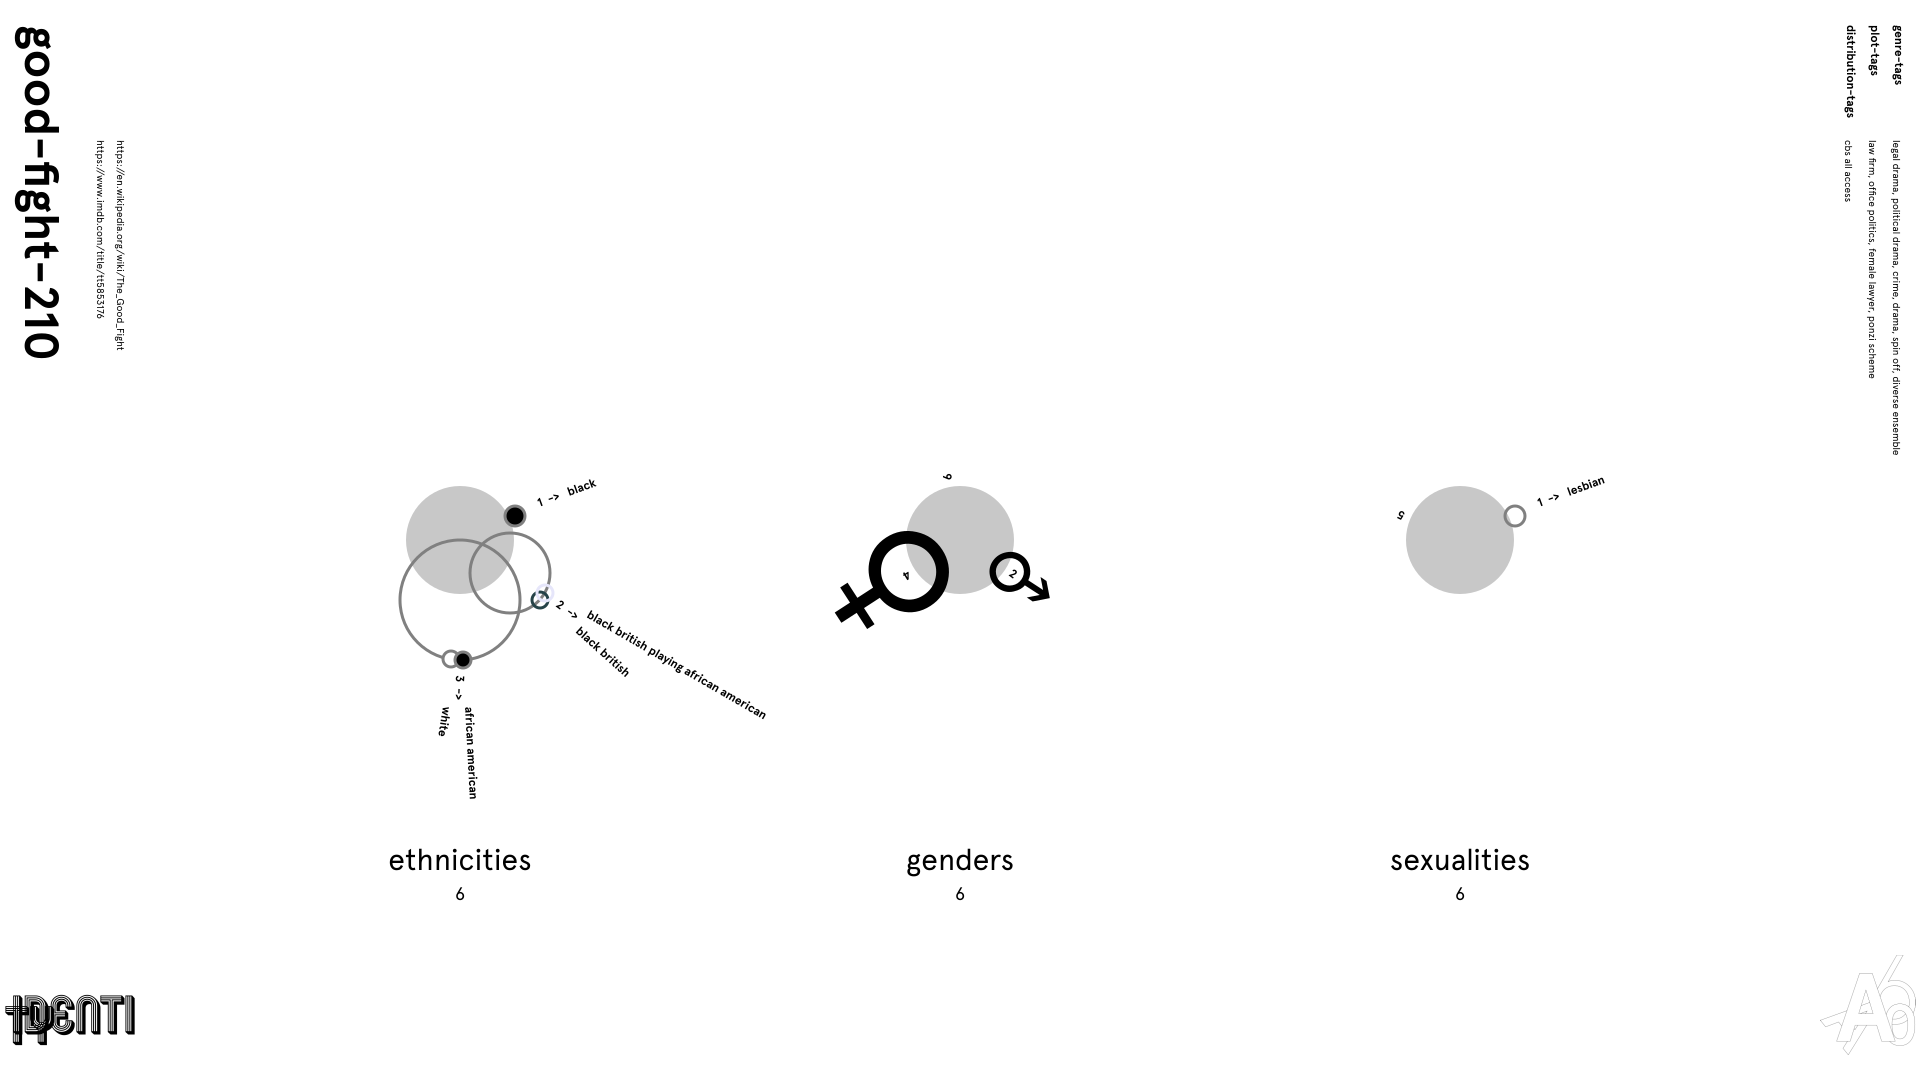 good-fight-210
https://en.wikipedia.org/wiki/The_Good_Fight
https://www.imdb.com/title/tt5853176
genre-tags legal drama, political drama, crime, drama, spin off, diverse ensemble
plot-tags law firm, office politics, female lawyer, ponzi scheme
distribution-tags cbs all access
1 -> black
2 -> black british playing african american
black british
3 -> african american
white
ethnicities
6
6
4
2
genders
6
5
1 -> lesbian
sexualities
6
IDENTI